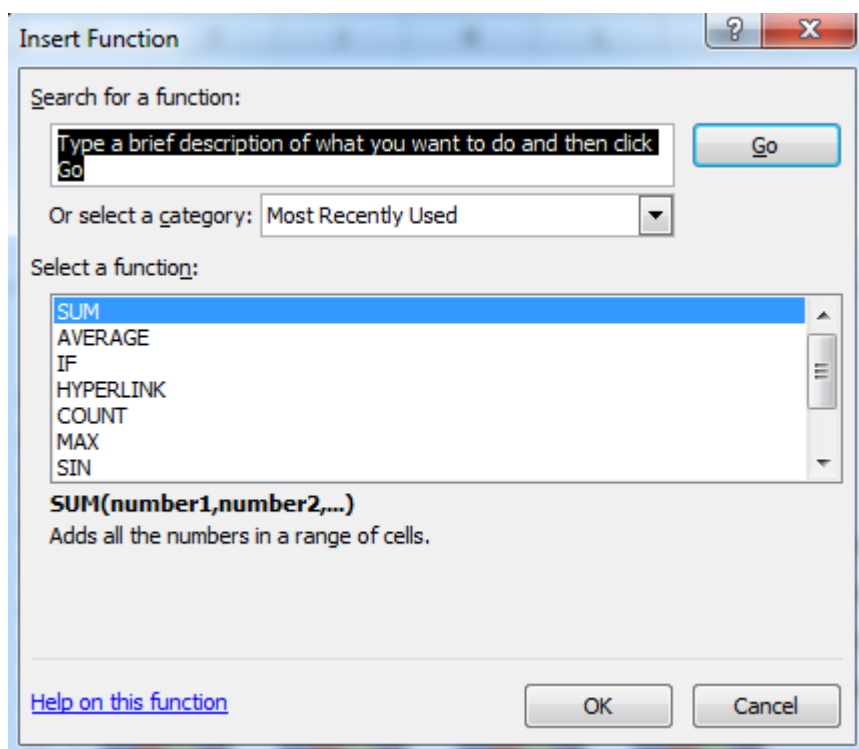 Insert Function
?
X
Search for a function:
Type a brief description of what you want to do and then click
Go
Go
Or select a category: Most Recently Used
Select a function:
SUM
AVERAGE
IF
HYPERLINK
COUNT
MAX
SIN
SUM(number1,number2,...)
Adds all the numbers in a range of cells.
Help on this function
OK
Cancel